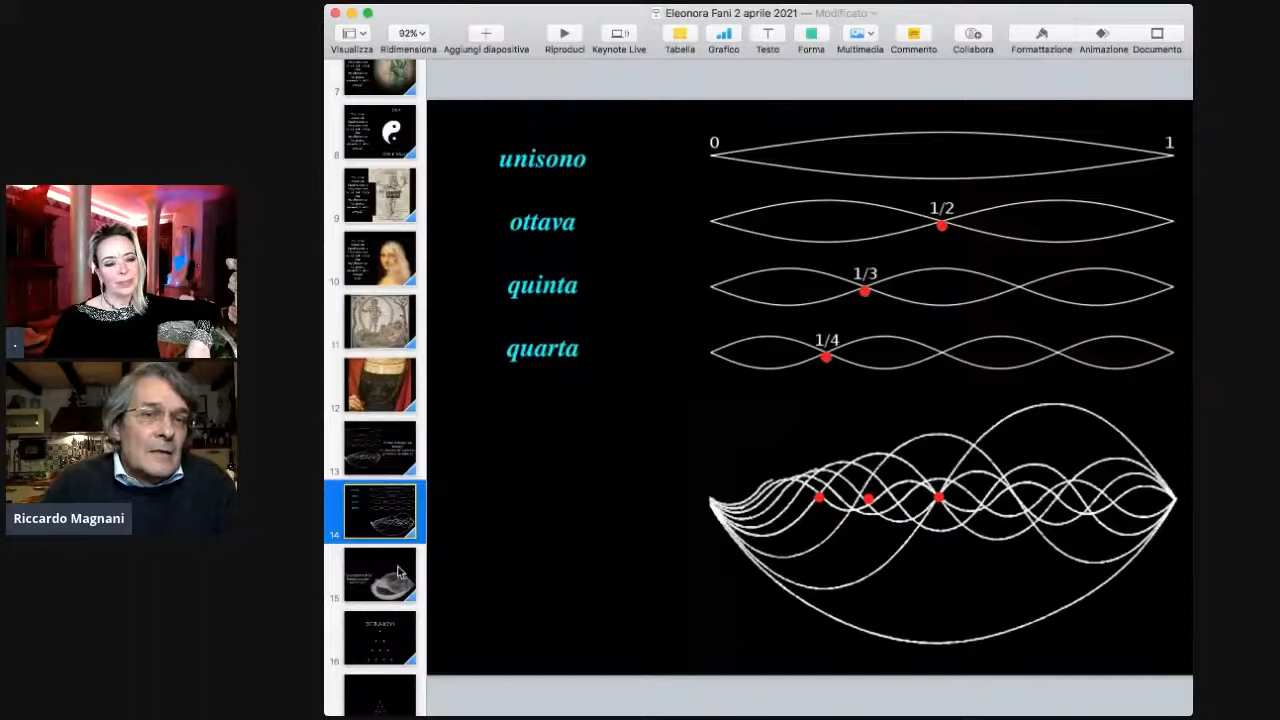 Eleonora Fani 2 aprile 2021 — Modificato
92%
Visualizza
Ridimensiona
Aggiungi diapositiva
Riproduci
Keynote Live
Tabella
Grafico
Testo
Forma
Multimedia
Commento
Collabora
Formattazione
Animazione
Documento
7
8
9
10
11
12
13
14
15
16
unisono
0
1
ottava
1/2
quinta
1/3
quarta
1/4
Riccardo Magnani